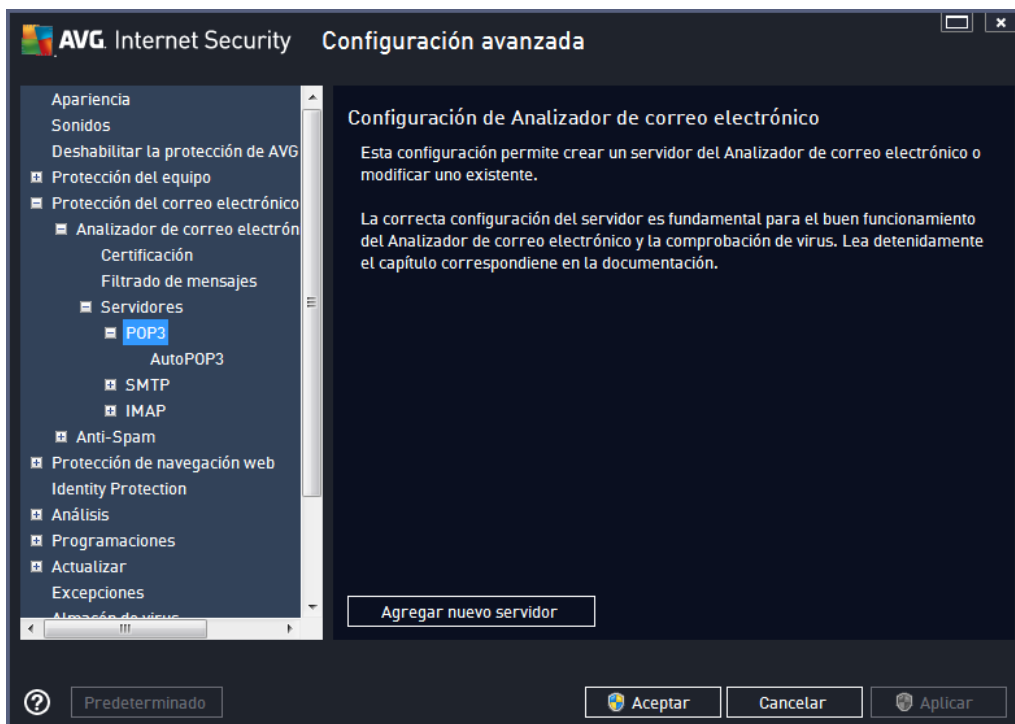 AVG. Internet Security
Configuración avanzada
Apariencia
Sonidos
Deshabilitar la protección de AVG
Protección del equipo
Protección del correo electrónico
Analizador de correo electrón
Certificación
Filtrado de mensajes
Servidores
POP3
AutoPOP3
SMTP
IMAP
Anti-Spam
Protección de navegación web
Identity Protection
Análisis
Programaciones
Actualizar
Excepciones
Almacén de virus
Configuración de Analizador de correo electrónico
Esta configuración permite crear un servidor del Analizador de correo electrónico o
modificar uno existente.
La correcta configuración del servidor es fundamental para el buen funcionamiento
del Analizador de correo electrónico y la comprobación de virus. Lea detenidamente
el capítulo correspondiene en la documentación.
Agregar nuevo servidor
Predeterminado
Aceptar
Cancelar
Aplicar